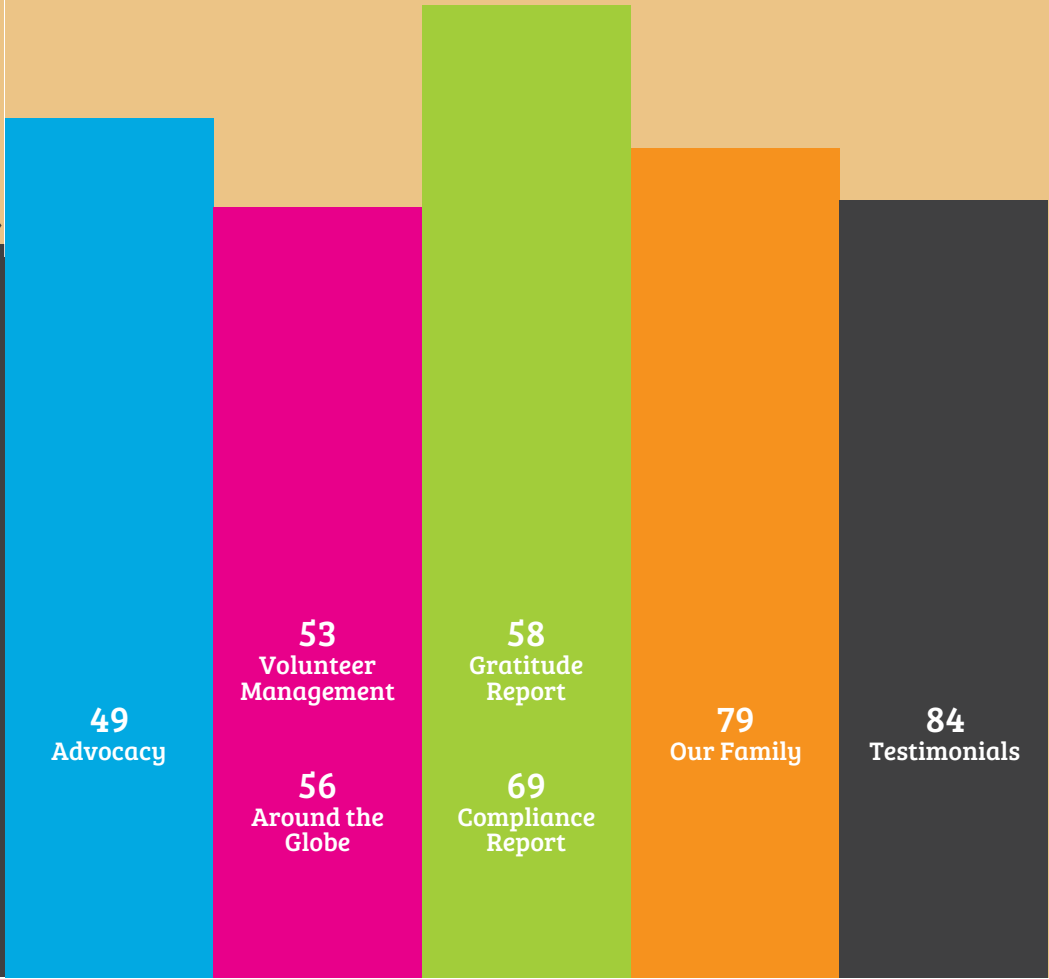 49
Advocacy
53
Volunteer
Management
56
Around the
Globe
58
Gratitude
Report
69
Compliance
Report
79
Our Family
84
Testimonials